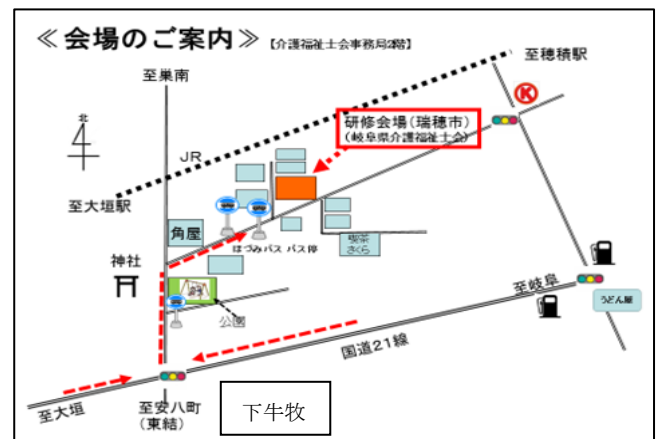 ≪会場のご案内≫【介護福祉士会事務局2階】
至巣南
至穂積駅
北
K
研修会場(瑞穂市)
(岐阜県介護福祉士会)
JR
至大垣駅
角屋
ほづみバス バス停
喫茶
さくら
神社
公園
至岐阜
うどん屋
国道21線
至大垣
至安八町
(東結)
下牛牧